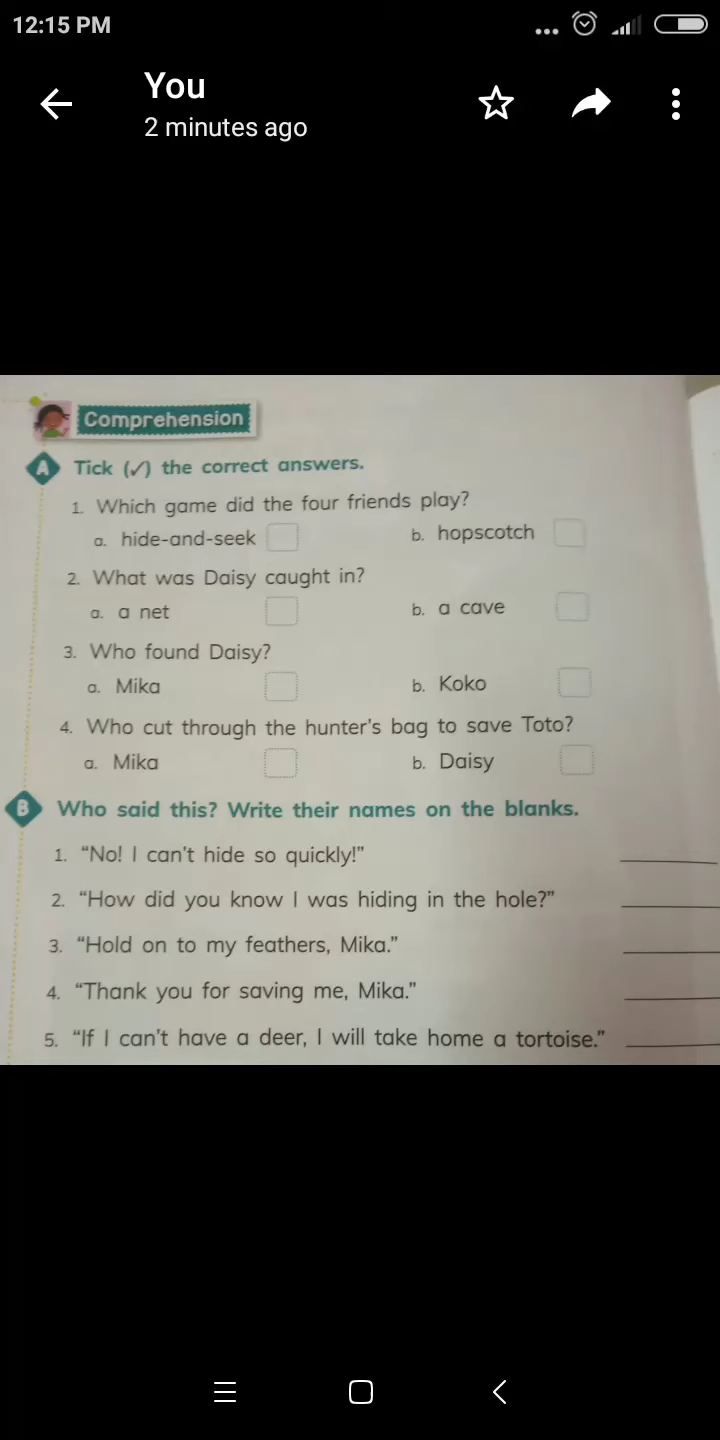 12:15 PM
You
2 minutes ago
Comprehension
A Tick (✓) the correct answers.
1. Which game did the four friends play?
a. hide-and-seek b. hopscotch
2. What was Daisy caught in?
a. a net b. a cave
3. Who found Daisy?
a. Mika b. Koko
4. Who cut through the hunter's bag to save Toto?
a. Mika b. Daisy
B Who said this? Write their names on the blanks.
1. "No! I can't hide so quickly!"
2. "How did you know I was hiding in the hole?"
3. "Hold on to my feathers, Mika."
4. "Thank you for saving me, Mika."
5. "If I can't have a deer, I will take home a tortoise."